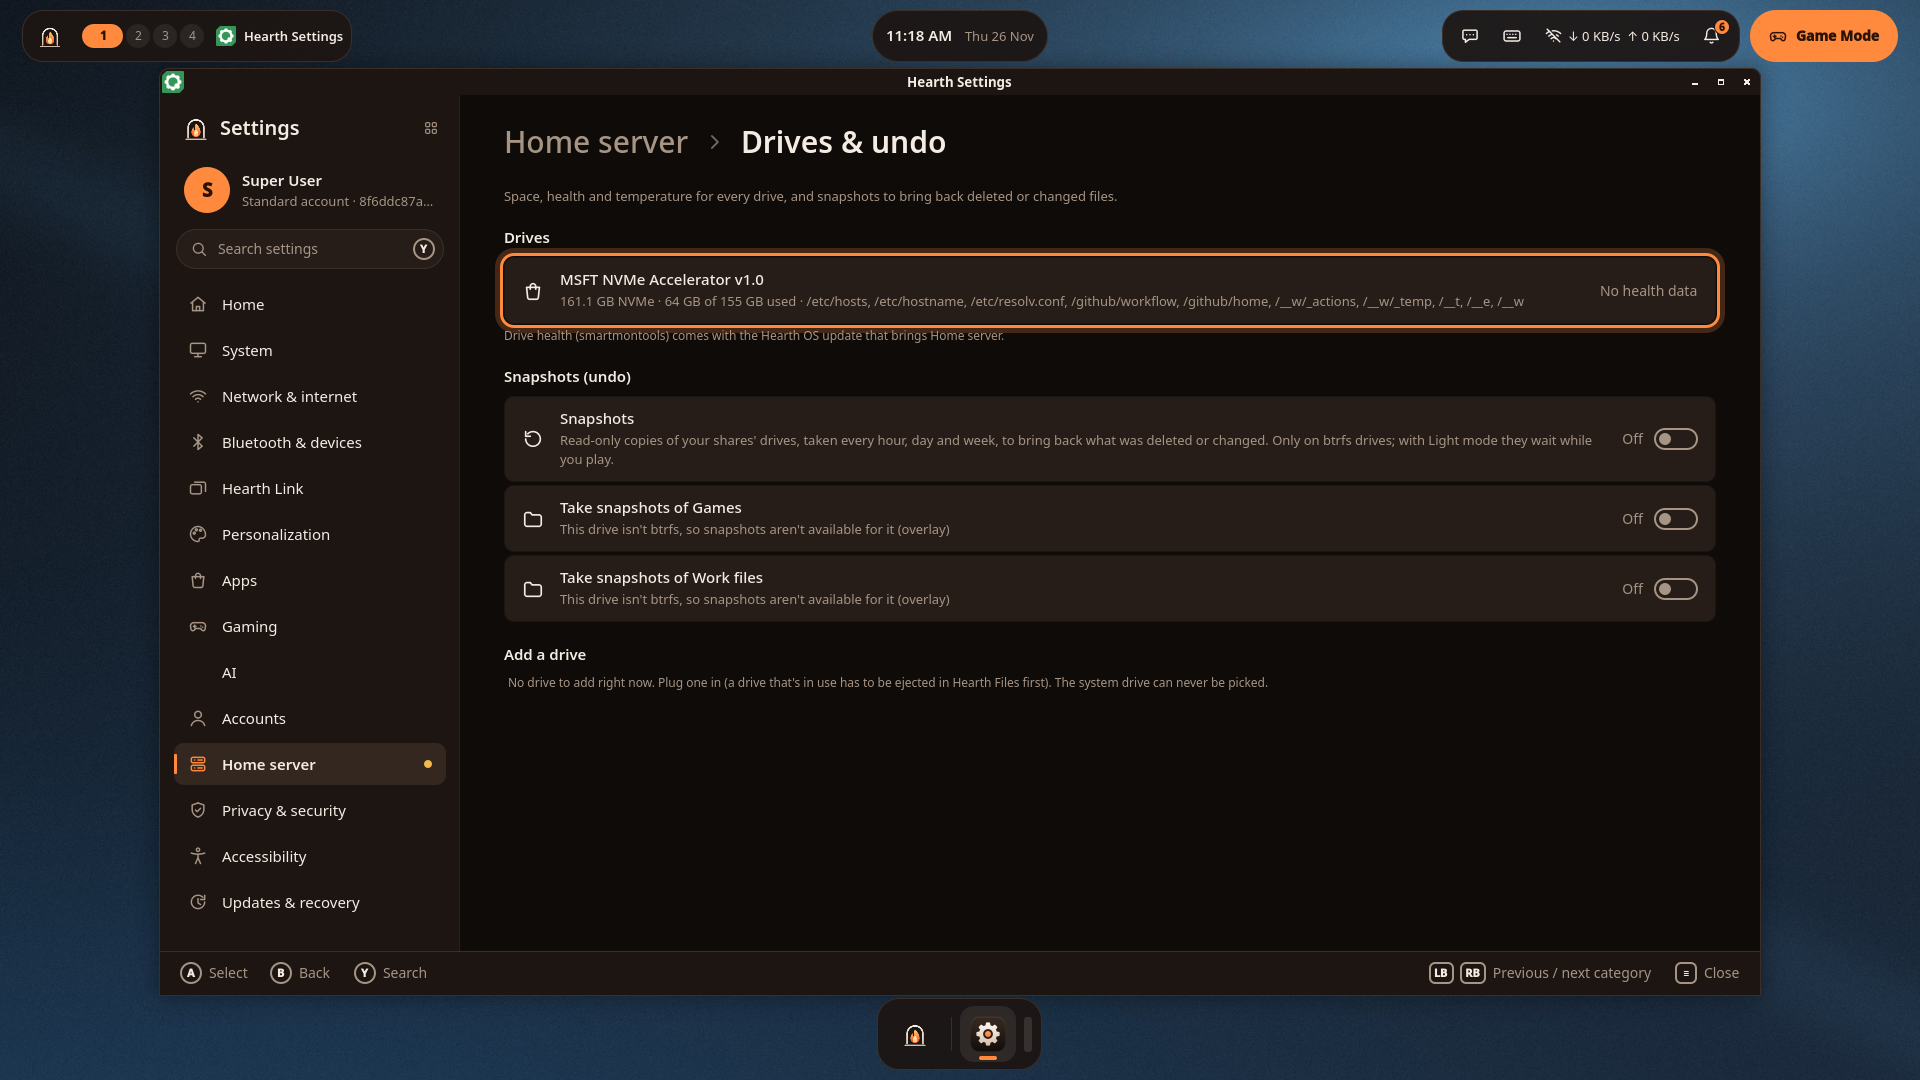 1 2 3 4 Hearth Settings
11:18 AM Thu 26 Nov
↓ 0 KB/s ↑ 0 KB/s 6
Game Mode
Hearth Settings
Settings
S
Super User
Standard account · 8f6ddc87a...
Search settings Y
Home
System
Network & internet
Bluetooth & devices
Hearth Link
Personalization
Apps
Gaming
AI
Accounts
Home server
Privacy & security
Accessibility
Updates & recovery
Home server > Drives & undo
Space, health and temperature for every drive, and snapshots to bring back deleted or changed files.
Drives
MSFT NVMe Accelerator v1.0
161.1 GB NVMe · 64 GB of 155 GB used · /etc/hosts, /etc/hostname, /etc/resolv.conf, /github/workflow, /github/home, /__w/_actions, /__w/_temp, /__t, /__e, /__w
No health data
Drive health (smartmontools) comes with the Hearth OS update that brings Home server.
Snapshots (undo)
Snapshots
Read-only copies of your shares' drives, taken every hour, day and week, to bring back what was deleted or changed. Only on btrfs drives; with Light mode they wait while
you play.
Off
Take snapshots of Games
This drive isn't btrfs, so snapshots aren't available for it (overlay)
Off
Take snapshots of Work files
This drive isn't btrfs, so snapshots aren't available for it (overlay)
Off
Add a drive
No drive to add right now. Plug one in (a drive that's in use has to be ejected in Hearth Files first). The system drive can never be picked.
A Select B Back Y Search
LB RB Previous / next category ≡ Close